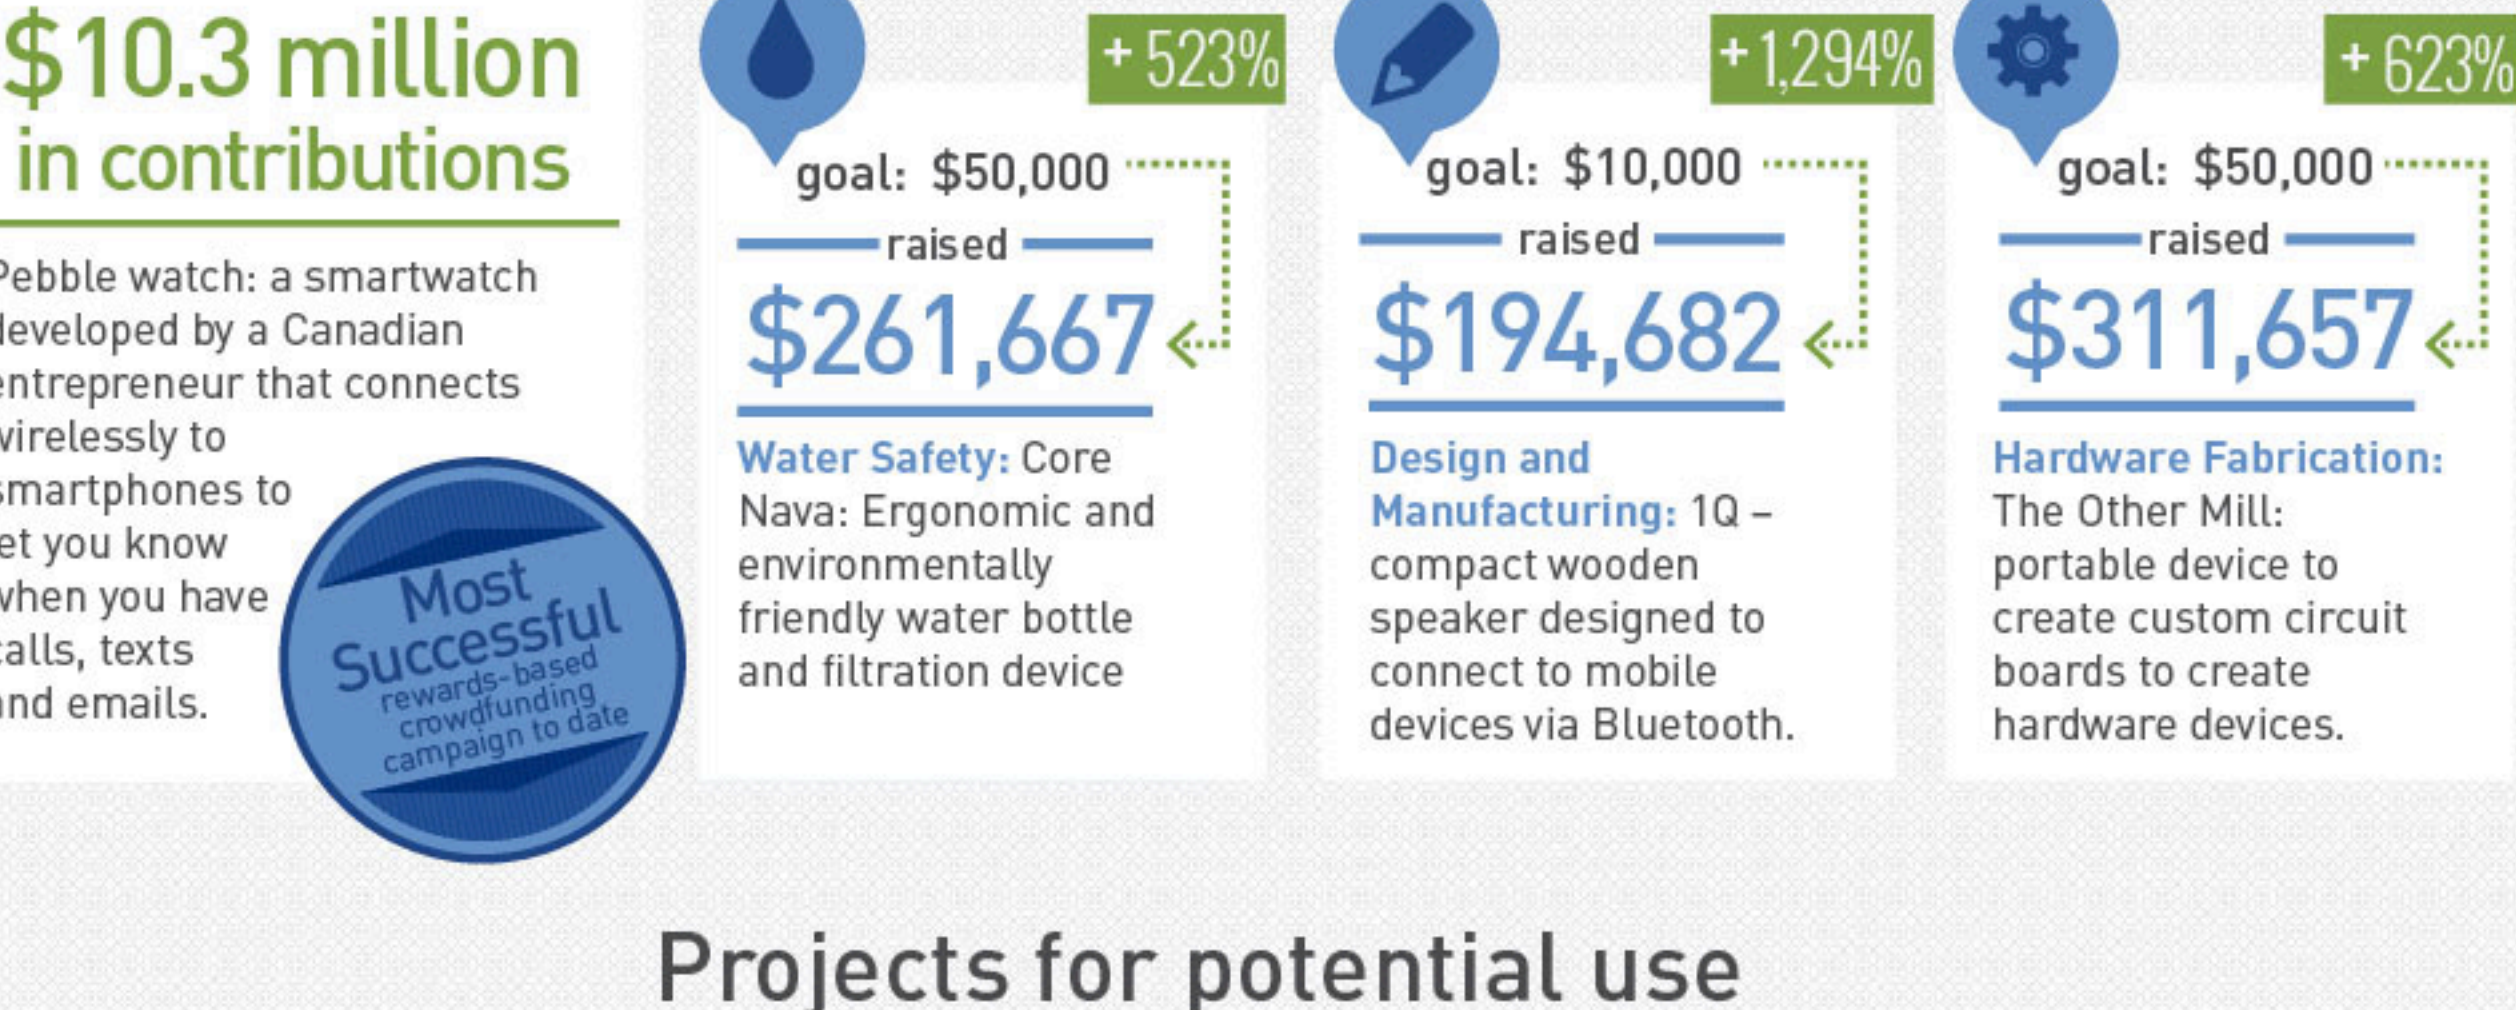 $10.3 million
in contributions
Pebble watch: a smartwatch
developed by a Canadian
entrepreneur that connects
wirelessly to
smartphones to
let you know
when you have
calls, texts
and emails.
Most
Successful
rewards-based
crowdfunding
campaign to date
+ 523%
goal: $50,000
raised
$261,667
Water Safety: Core
Nava: Ergonomic and
environmentally
friendly water bottle
and filtration device
+1,294%
goal: $10,000
raised
$194,682
Design and
Manufacturing: 1Q –
compact wooden
speaker designed to
connect to mobile
devices via Bluetooth.
+ 623%
goal: $50,000
raised
$311,657
Hardware Fabrication:
The Other Mill:
portable device to
create custom circuit
boards to create
hardware devices.
Projects for potential use